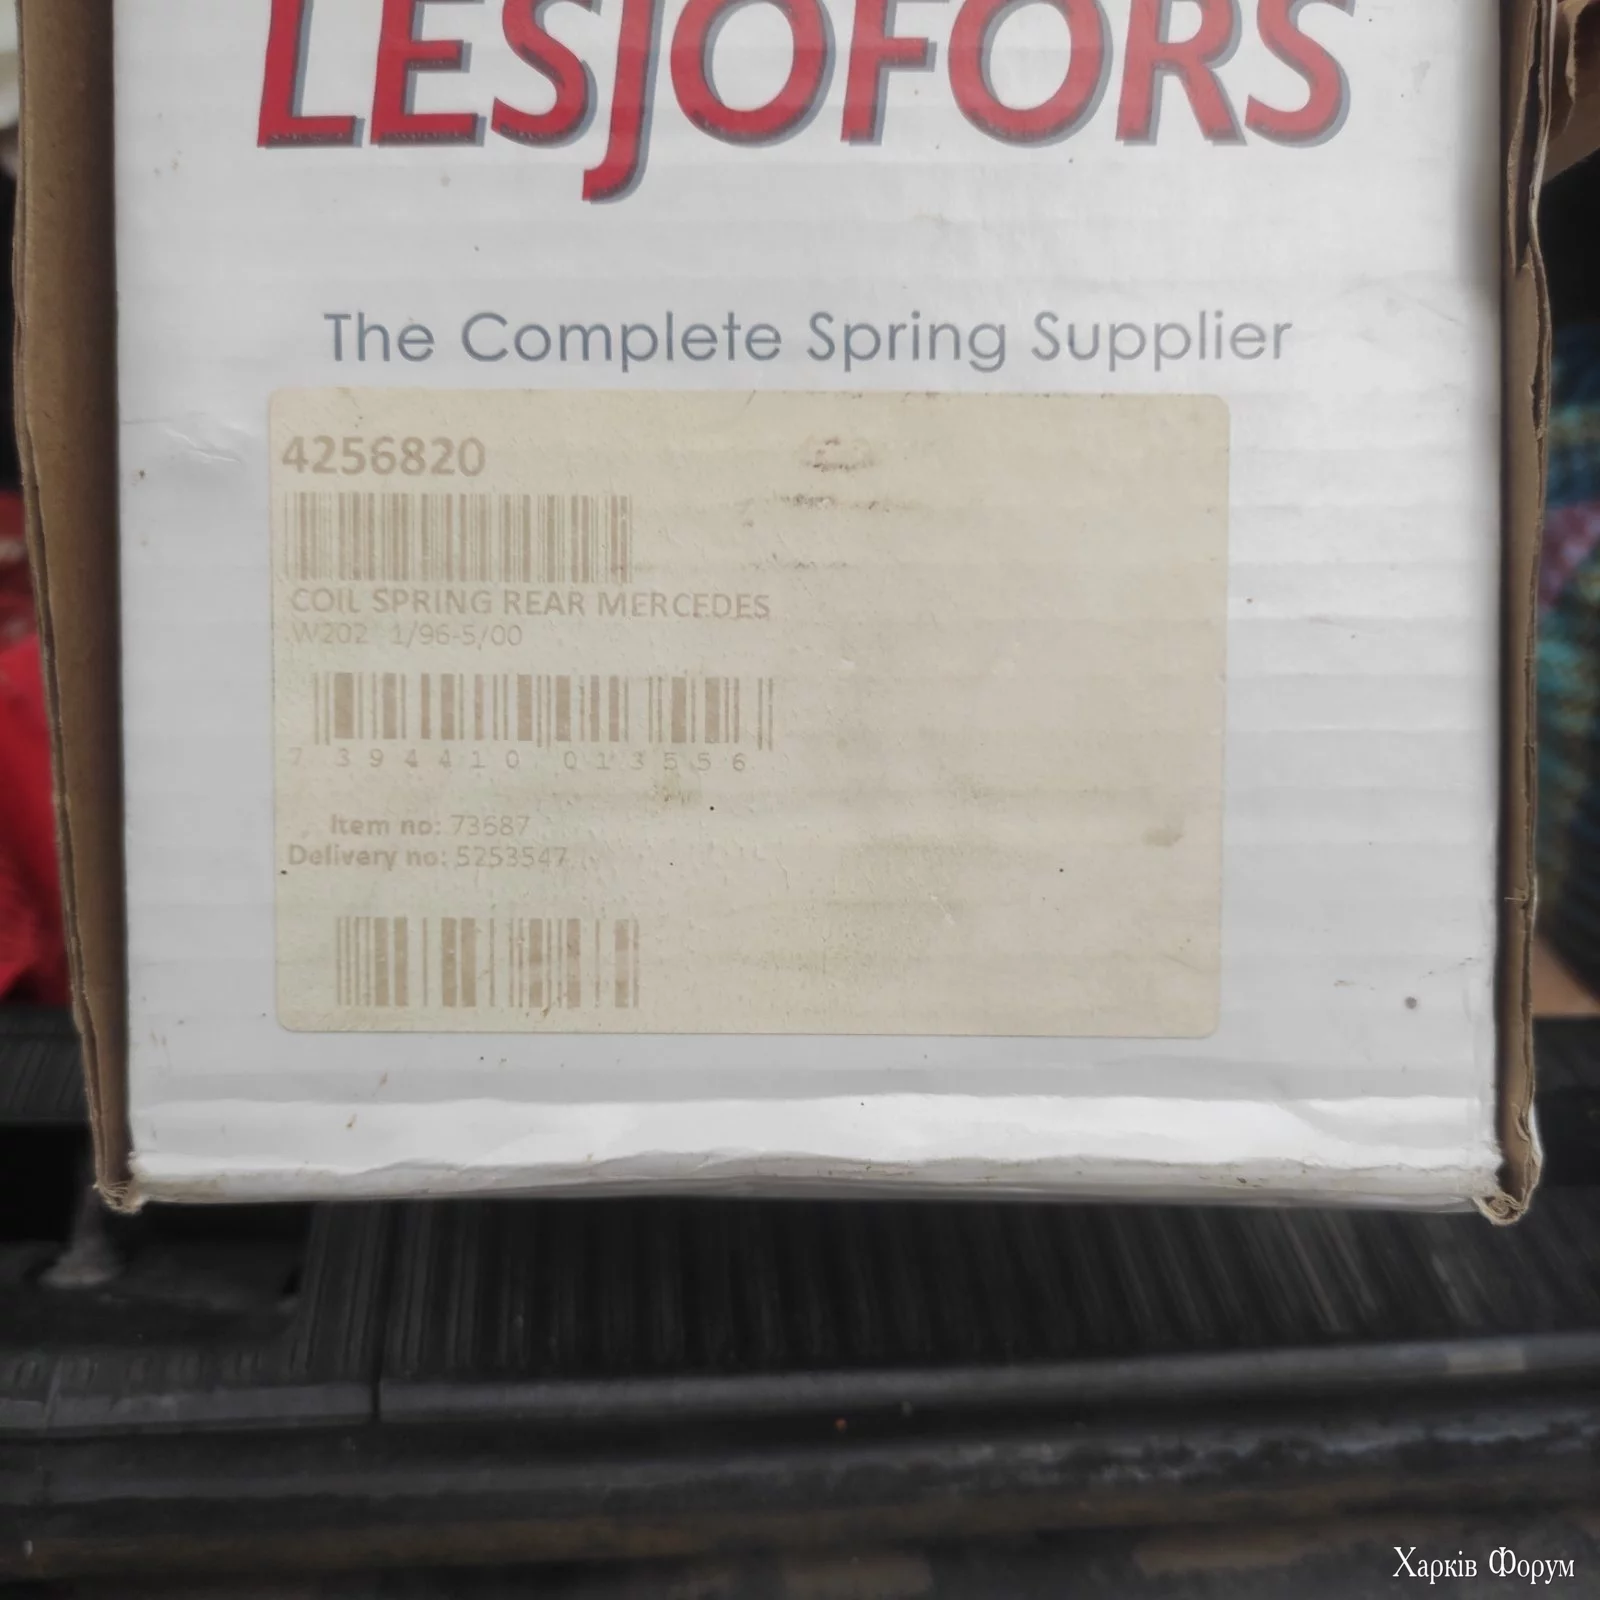 LESJOFORS
The Complete Spring Supplier
4256820
COIL SPRING REAR MERCEDES
W202 1/96-5/00
7 394410 013556
Item no: 73687
Delivery no: 5253547
Харків Форум